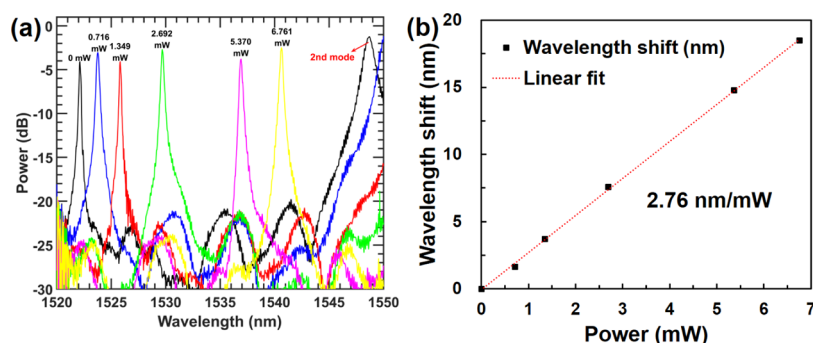 (a)
0 mW
0.716
mW
1.349
mW
2.692
mW
5.370
mW
6.761
mW
2nd mode
Power (dB)
0
-5
-10
-15
-20
-25
-30
1520
1525
1530
1535
1540
1545
1550
Wavelength (nm)
(b)
Wavelength shift (nm)
20
15
10
5
0
Wavelength shift (nm)
Linear fit
2.76 nm/mW
0
1
2
3
4
5
6
7
Power (mW)